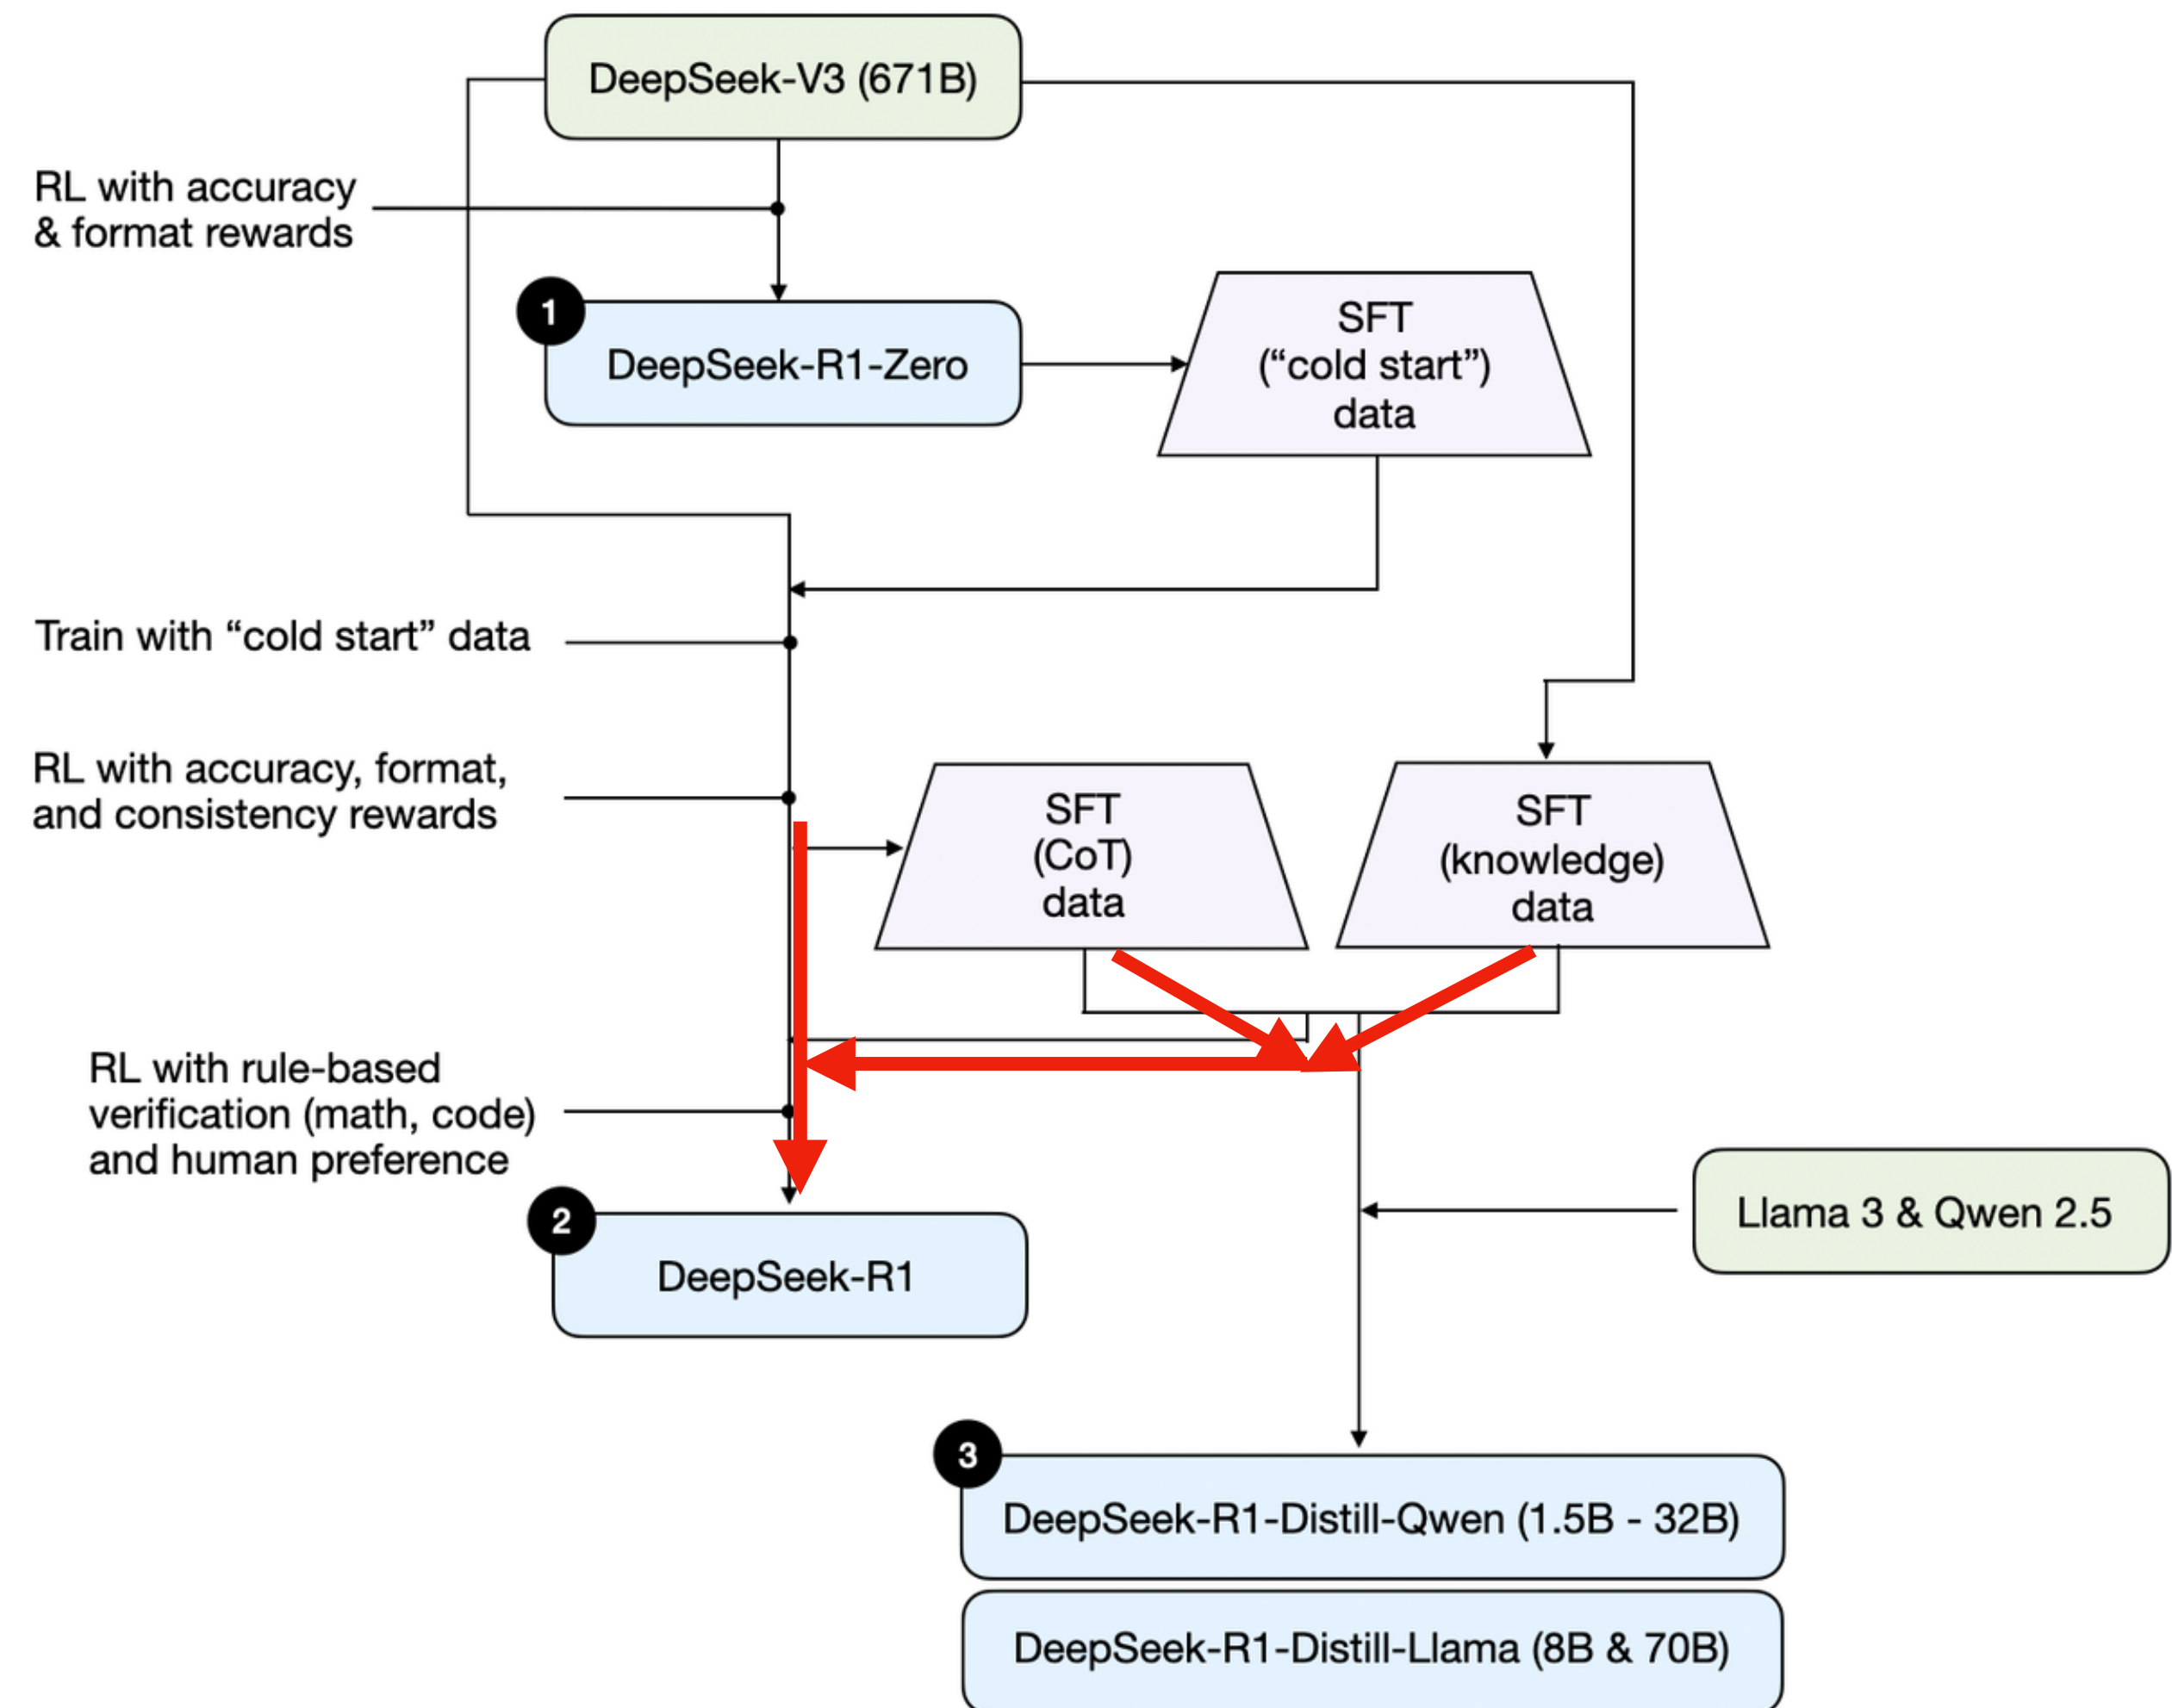 DeepSeek-V3 (671B)
RL with accuracy
& format rewards
1
DeepSeek-R1-Zero
SFT
(“cold start”)
data
Train with “cold start” data
RL with accuracy, format,
and consistency rewards
SFT
(CoT)
data
SFT
(knowledge)
data
RL with rule-based
verification (math, code)
and human preference
2
DeepSeek-R1
Llama 3 & Qwen 2.5
3
DeepSeek-R1-Distill-Qwen (1.5B - 32B)
DeepSeek-R1-Distill-Llama (8B & 70B)